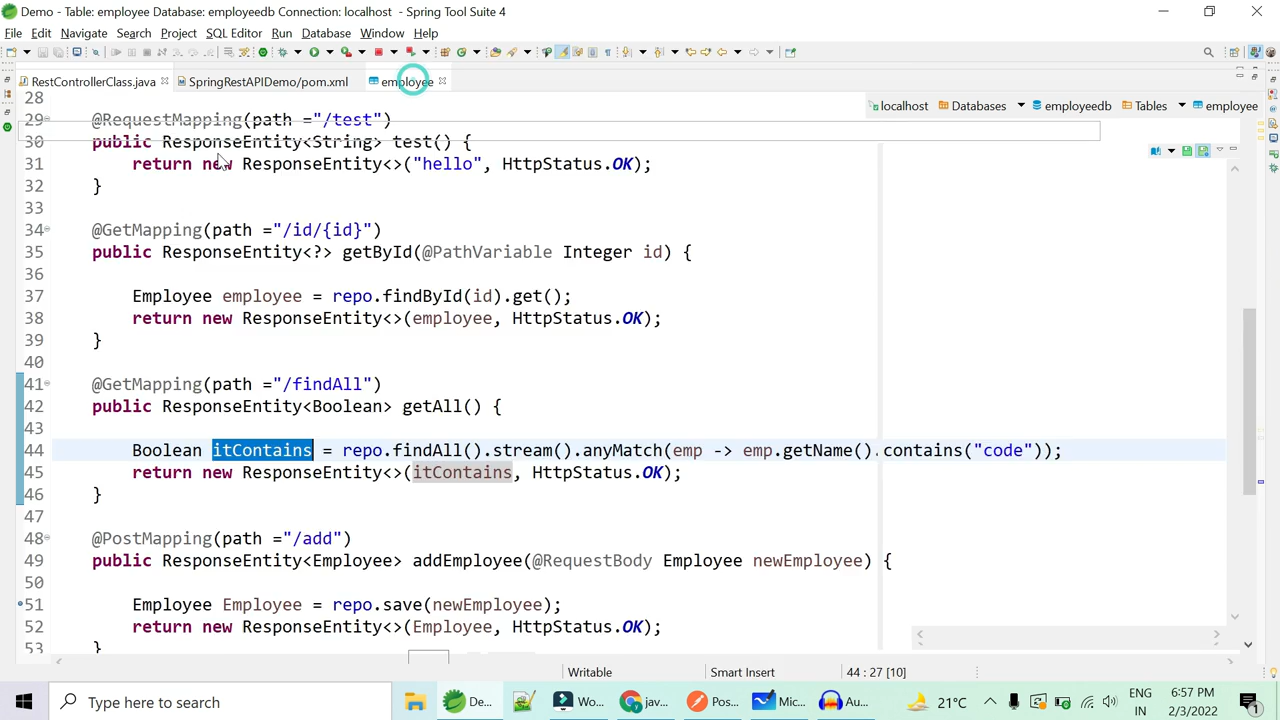 Demo - Table: employee Database: employeedb Connection: localhost - Spring Tool Suite 4
File Edit Navigate Search Project SQL Editor Run Database Window Help
RestControllerClass.java SpringRestAPIDemo/pom.xml employee
localhost Databases employeedb Tables employee
28
29 @RequestMapping(path ="/test")
30 public ResponseEntity<String> test() {
31 return new ResponseEntity<>("hello", HttpStatus.OK);
32 }
33
34 @GetMapping(path ="/id/{id}")
35 public ResponseEntity<?> getById(@PathVariable Integer id) {
36
37 Employee employee = repo.findById(id).get();
38 return new ResponseEntity<>(employee, HttpStatus.OK);
39 }
40
41 @GetMapping(path ="/findAll")
42 public ResponseEntity<Boolean> getAll() {
43
44 Boolean itContains = repo.findAll().stream().anyMatch(emp -> emp.getName().contains("code"));
45 return new ResponseEntity<>(itContains, HttpStatus.OK);
46 }
47
48 @PostMapping(path ="/add")
49 public ResponseEntity<Employee> addEmployee(@RequestBody Employee newEmployee) {
50
51 Employee Employee = repo.save(newEmployee);
52 return new ResponseEntity<>(Employee, HttpStatus.OK);
53 }
Writable Smart Insert 44 : 27 [10]
Type here to search De... Wo... jav... Pos... Mic... Au... 21°C ENG IN 6:57 PM 2/3/2022 1